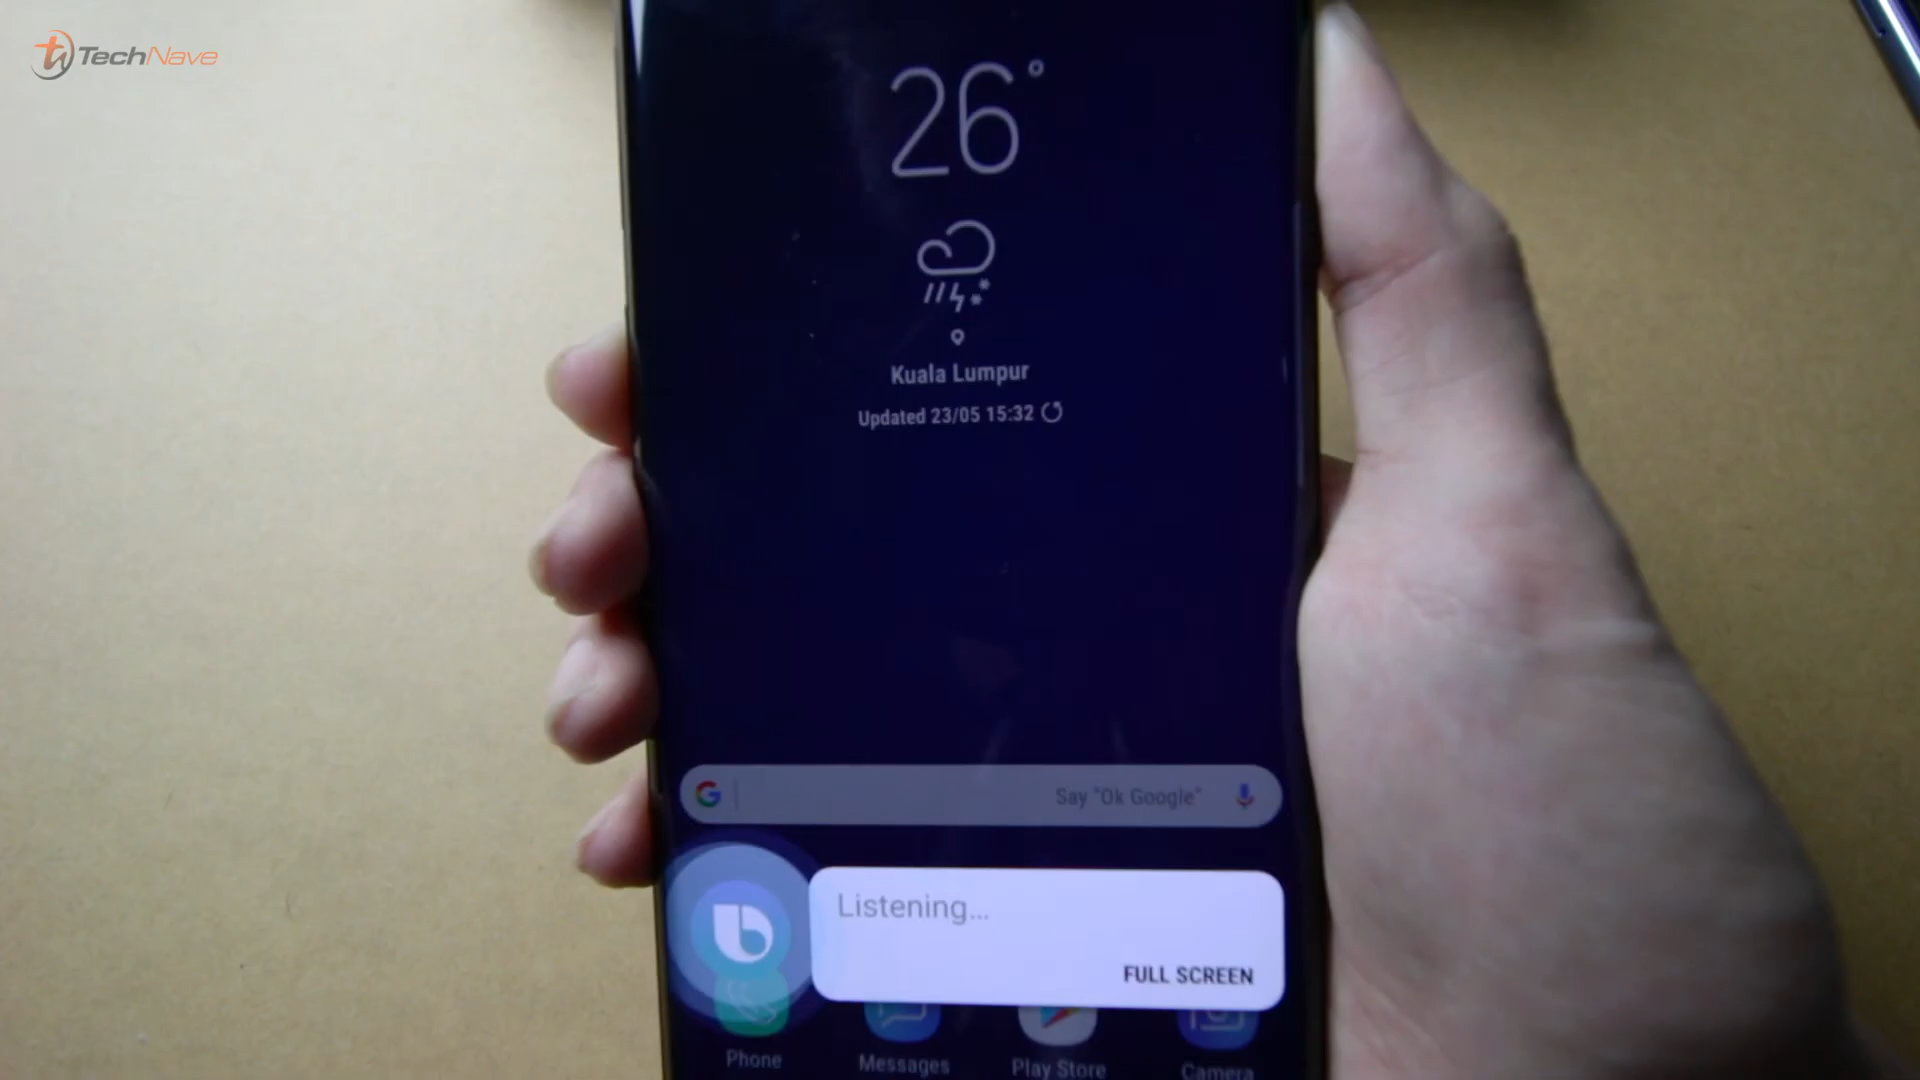 TechNave
26°
Kuala Lumpur
Updated 23/05 15:32
Say "Ok Google"
Listening...
FULL SCREEN
Phone
Messages
Play Store
Camera